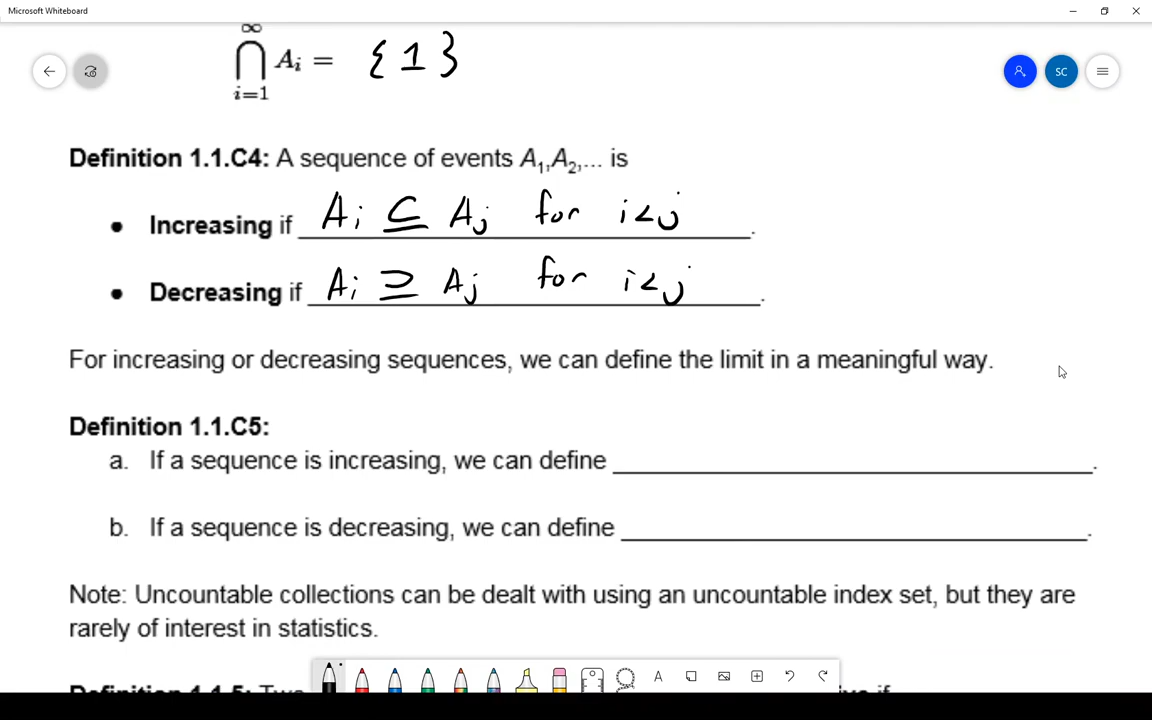 Microsoft Whiteboard
∞
⋂ Aᵢ = {1}
i=1
SC
Definition 1.1.C4: A sequence of events A₁,A₂,... is
● Increasing if Aᵢ ⊆ Aⱼ for i<j.
● Decreasing if Aᵢ ⊇ Aⱼ for i<j.
For increasing or decreasing sequences, we can define the limit in a meaningful way.
Definition 1.1.C5:
a. If a sequence is increasing, we can define ______________.
b. If a sequence is decreasing, we can define ______________.
Note: Uncountable collections can be dealt with using an uncountable index set, but they are
rarely of interest in statistics.
A